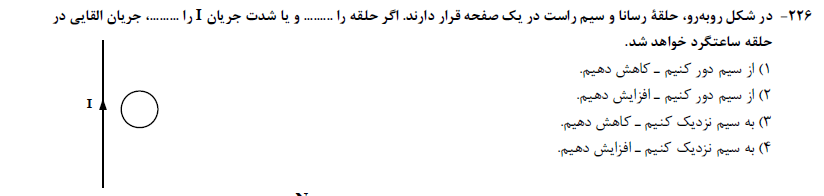 ۲۲۶- در شکل روبه‌رو، حلقهٔ رسانا و سیم راست در یک صفحه قرار دارند. اگر حلقه را ......... و یا شدت جریان I را .........، جریان القایی در
حلقه ساعتگرد خواهد شد.
۱) از سیم دور کنیم ـ کاهش دهیم.
۲) از سیم دور کنیم ـ افزایش دهیم.
۳) به سیم نزدیک کنیم ـ کاهش دهیم.
۴) به سیم نزدیک کنیم ـ افزایش دهیم.
I